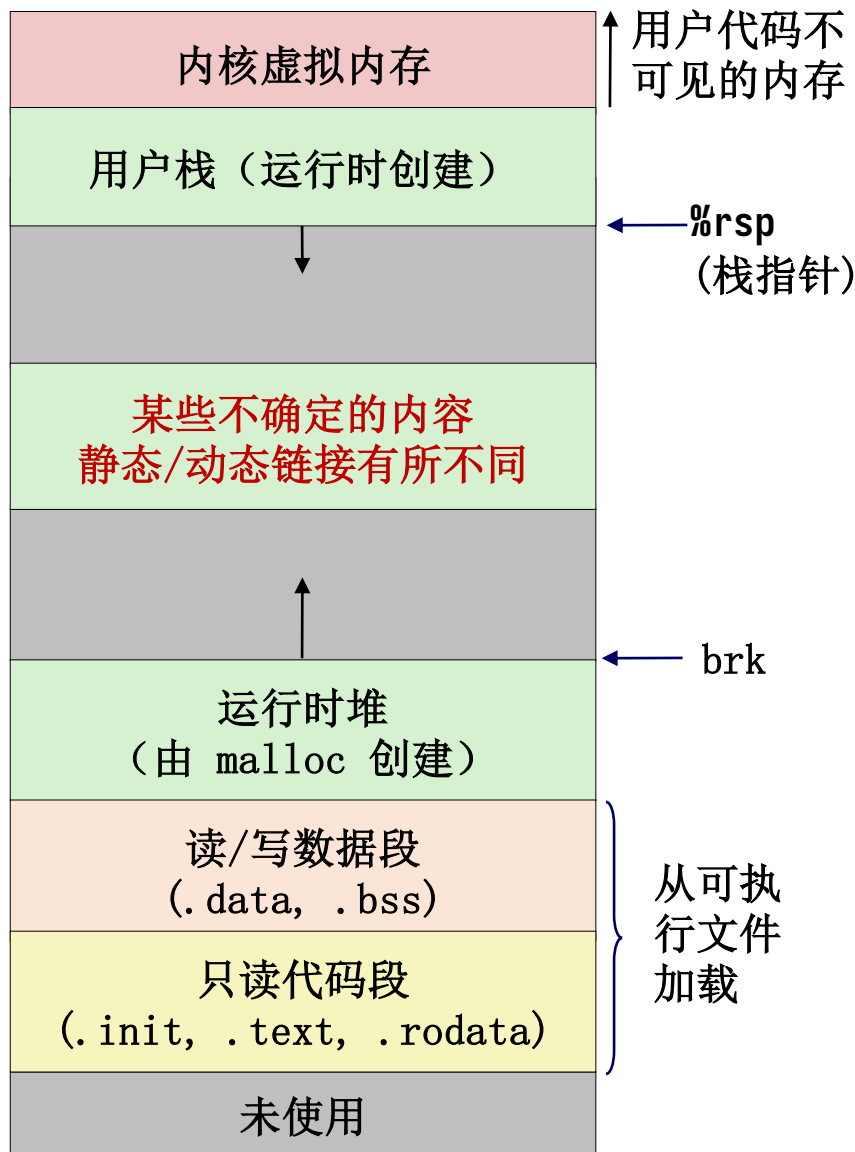 内核虚拟内存
用户代码不
可见的内存
用户栈（运行时创建）
%rsp
(栈指针)
某些不确定的内容
静态/动态链接有所不同
brk
运行时堆
（由 malloc 创建）
读/写数据段
(.data, .bss)
从可执
行文件
加载
只读代码段
(.init, .text, .rodata)
未使用